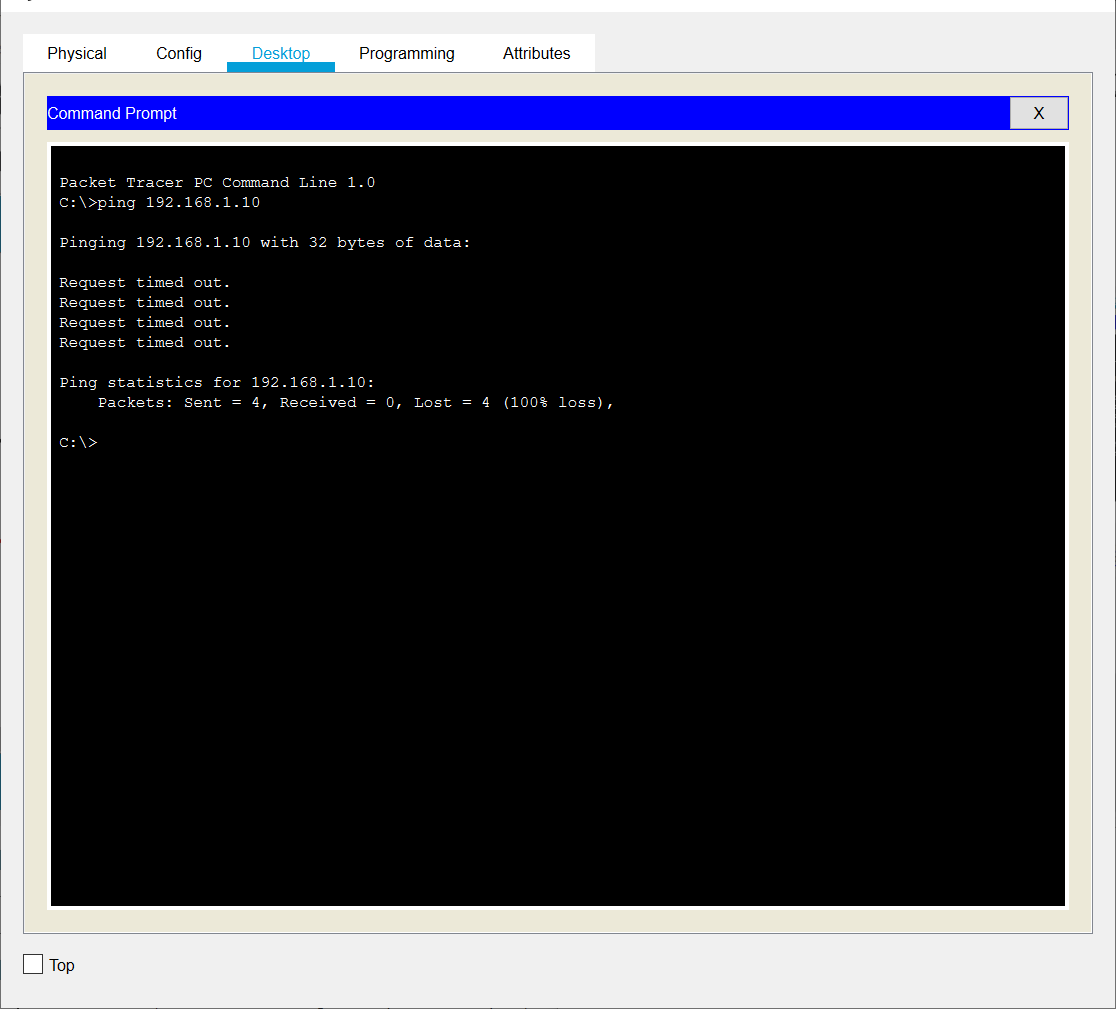 Physical Config Desktop Programming Attributes
Command Prompt X
Packet Tracer PC Command Line 1.0
C:\>ping 192.168.1.10
Pinging 192.168.1.10 with 32 bytes of data:
Request timed out.
Request timed out.
Request timed out.
Request timed out.
Ping statistics for 192.168.1.10:
    Packets: Sent = 4, Received = 0, Lost = 4 (100% loss),
C:\>
Top